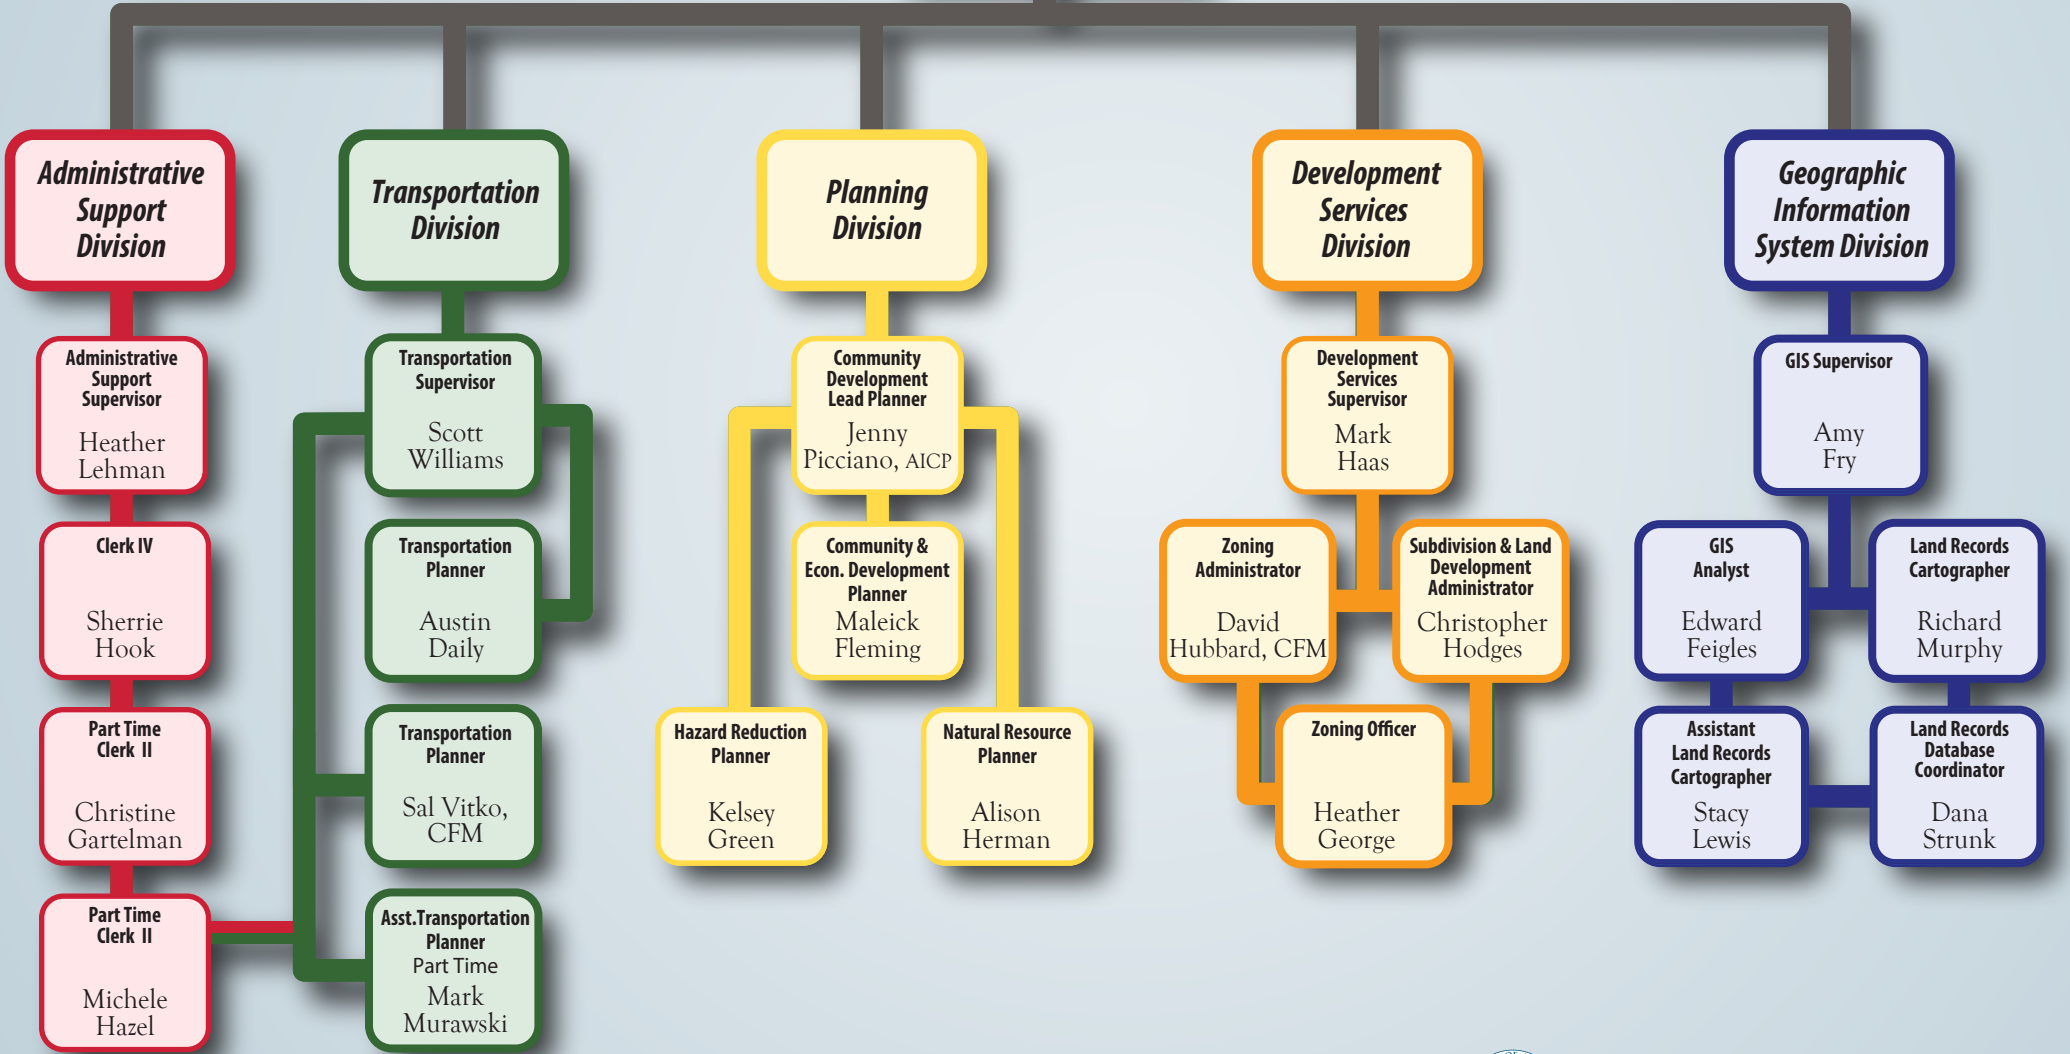 Administrative
Support
Division
Transportation
Division
Planning
Division
Development
Services
Division
Geographic
Information
System Division
Administrative
Support
Supervisor
Heather
Lehman
Clerk IV
Sherrie
Hook
Part Time
Clerk II
Christine
Gartelman
Part Time
Clerk II
Michele
Hazel
Transportation
Supervisor
Scott
Williams
Transportation
Planner
Austin
Daily
Transportation
Planner
Sal Vitko,
CFM
Asst.Transportation
Planner
Part Time
Mark
Murawski
Community
Development
Lead Planner
Jenny
Picciano, AICP
Community &
Econ. Development
Planner
Maleick
Fleming
Hazard Reduction
Planner
Kelsey
Green
Natural Resource
Planner
Alison
Herman
Development
Services
Supervisor
Mark
Haas
Zoning
Administrator
David
Hubbard, CFM
Subdivision & Land
Development
Administrator
Christopher
Hodges
Zoning Officer
Heather
George
GIS Supervisor
Amy
Fry
GIS
Analyst
Edward
Feigles
Land Records
Cartographer
Richard
Murphy
Assistant
Land Records
Cartographer
Stacy
Lewis
Land Records
Database
Coordinator
Dana
Strunk